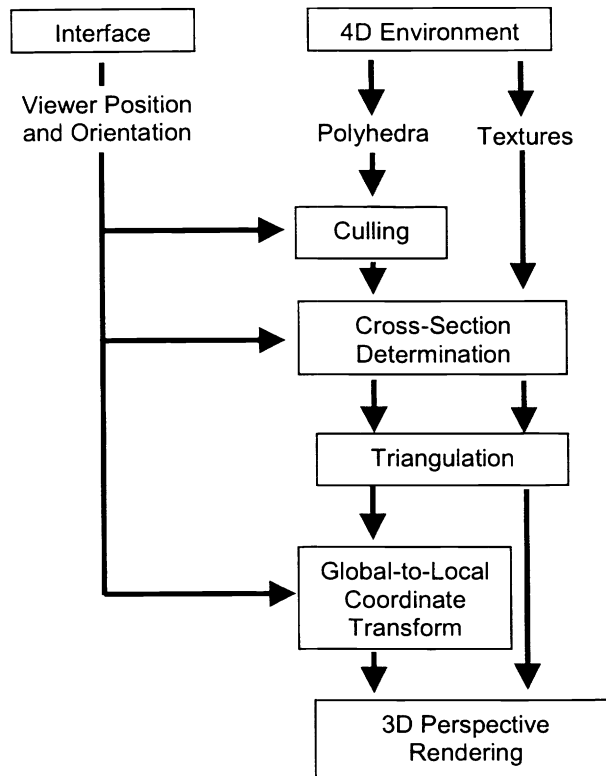 Interface
4D Environment
Viewer Position
and Orientation
Polyhedra
Textures
Culling
Cross-Section
Determination
Triangulation
Global-to-Local
Coordinate
Transform
3D Perspective
Rendering